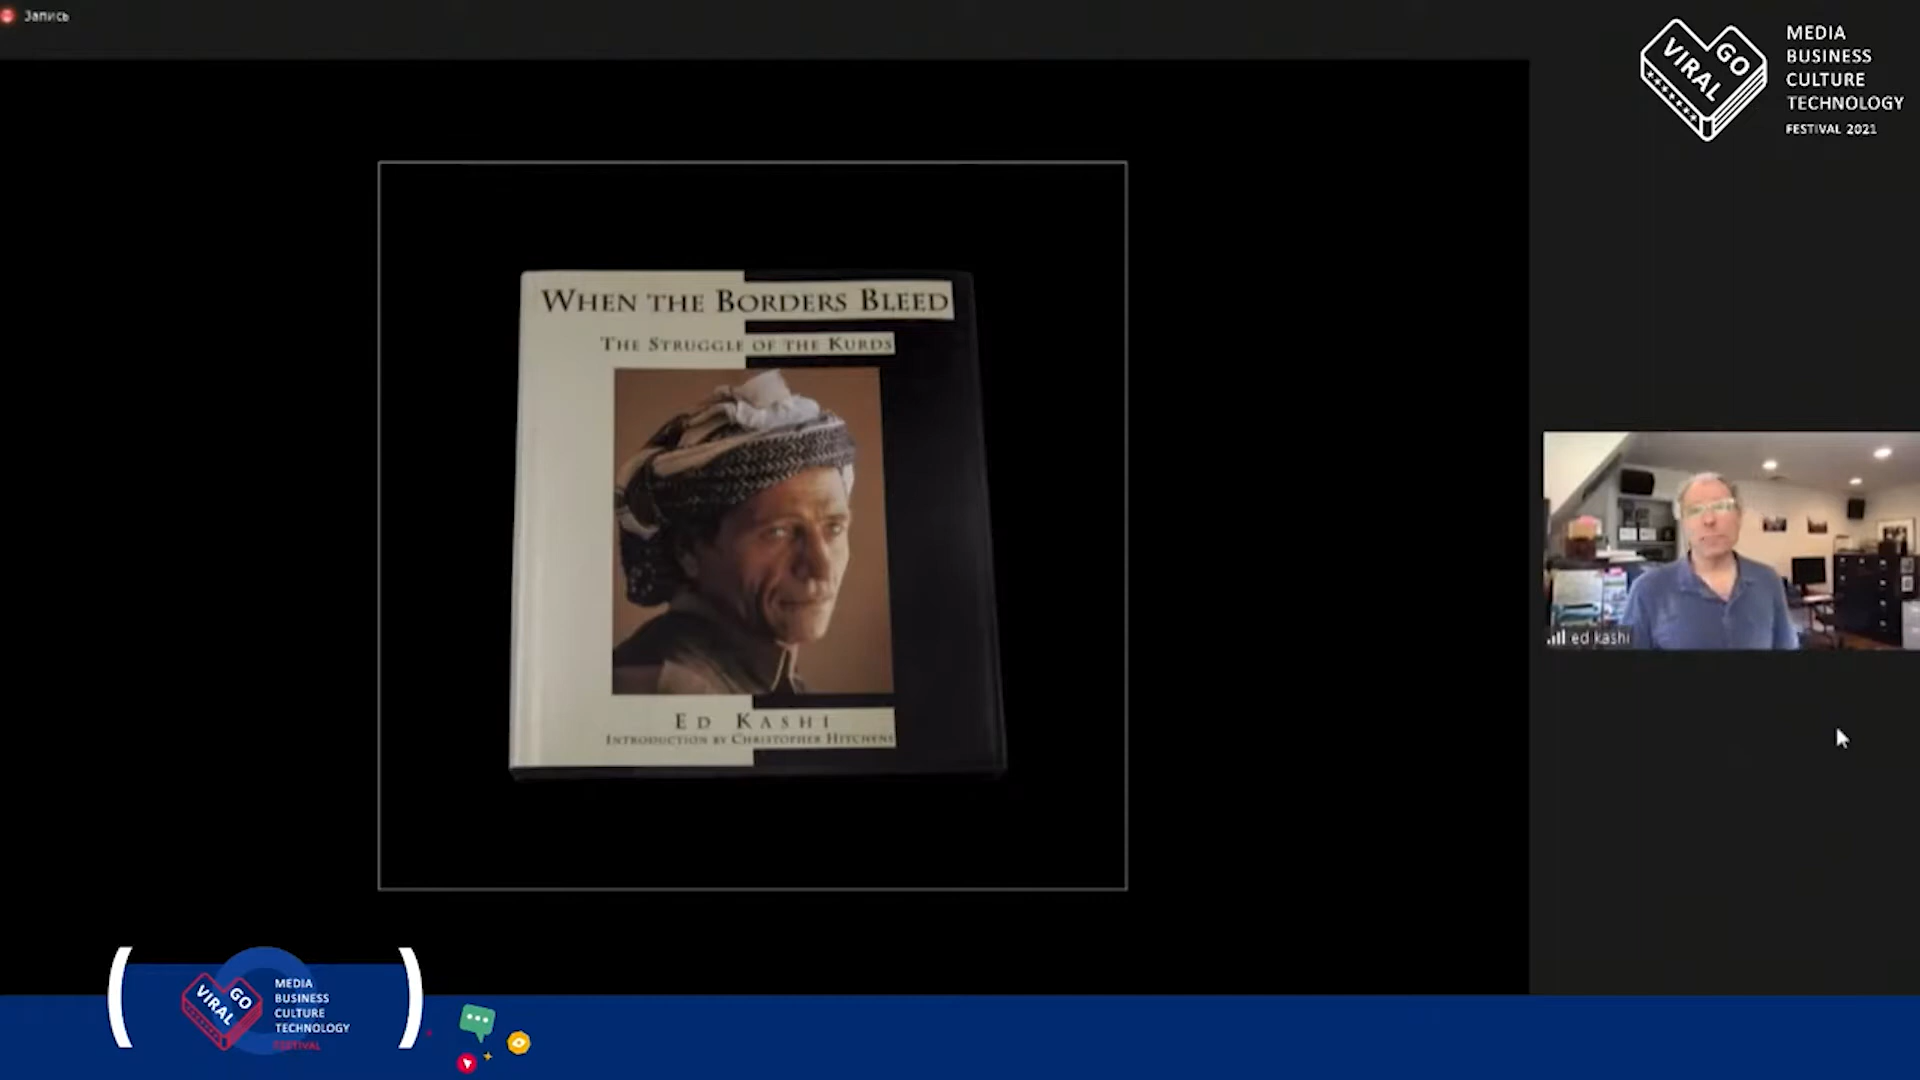 Запись
VIRAL GO
MEDIA
BUSINESS
CULTURE
TECHNOLOGY
FESTIVAL 2021
WHEN THE BORDERS BLEED
THE STRUGGLE OF THE KURDS
ED KASHI
INTRODUCTION BY CHRISTOPHER HITCHENS
ed kashi
VIRAL GO
MEDIA
BUSINESS
CULTURE
TECHNOLOGY
FESTIVAL